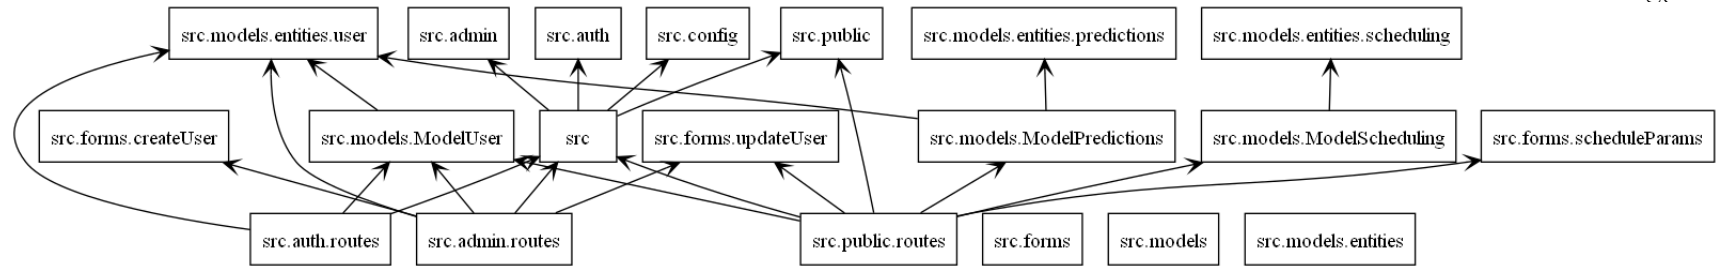 src.models.entities.user
src.admin
src.auth
src.config
src.public
src.models.entities.predictions
src.models.entities.scheduling
src.forms.createUser
src.models.ModelUser
src
src.forms.updateUser
src.models.ModelPredictions
src.models.ModelScheduling
src.forms.scheduleParams
src.auth.routes
src.admin.routes
src.public.routes
src.forms
src.models
src.models.entities